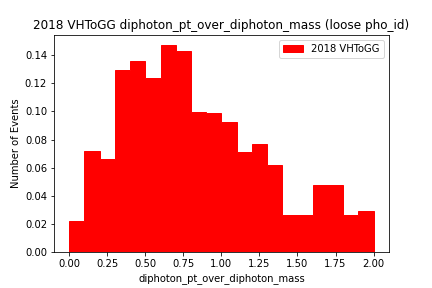 2018 VHToGG diphoton_pt_over_diphoton_mass (loose pho_id)
2018 VHToGG
Number of Events
0.14
0.12
0.10
0.08
0.06
0.04
0.02
0.00
0.00 0.25 0.50 0.75 1.00 1.25 1.50 1.75 2.00
diphoton_pt_over_diphoton_mass